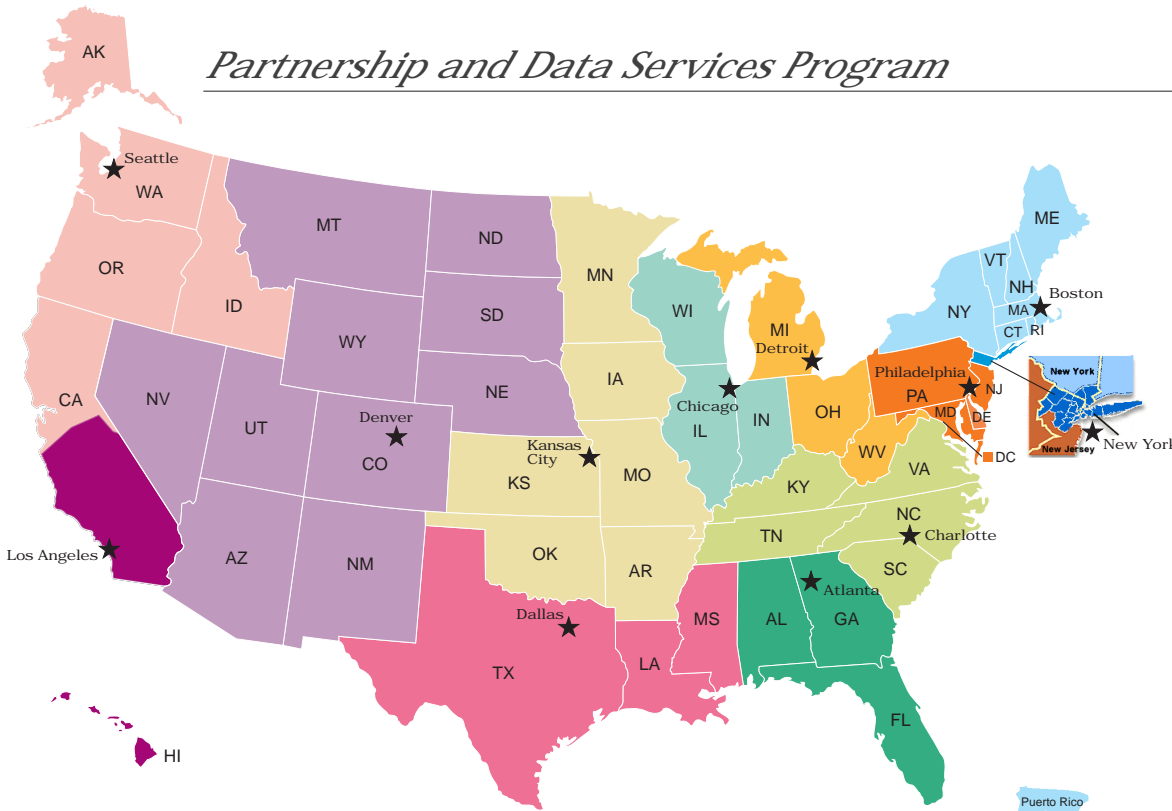 AK
Partnership and Data Services Program
Seattle
WA
MT
ND
ME
OR
MN
VT
ID
NH
Boston
SD
WI
NY
MA
WY
MI
CT
RI
Detroit
NE
IA
Philadelphia
New York
NJ
CA
NV
PA
Chicago
OH
MD
DE
Denver
UT
IL
IN
New York
CO
Kansas
City
WV
New Jersey
DC
VA
KS
MO
KY
NC
TN
Charlotte
Los Angeles
AZ
NM
OK
AR
SC
Atlanta
Dallas
MS
AL
GA
TX
LA
FL
HI
Puerto Rico